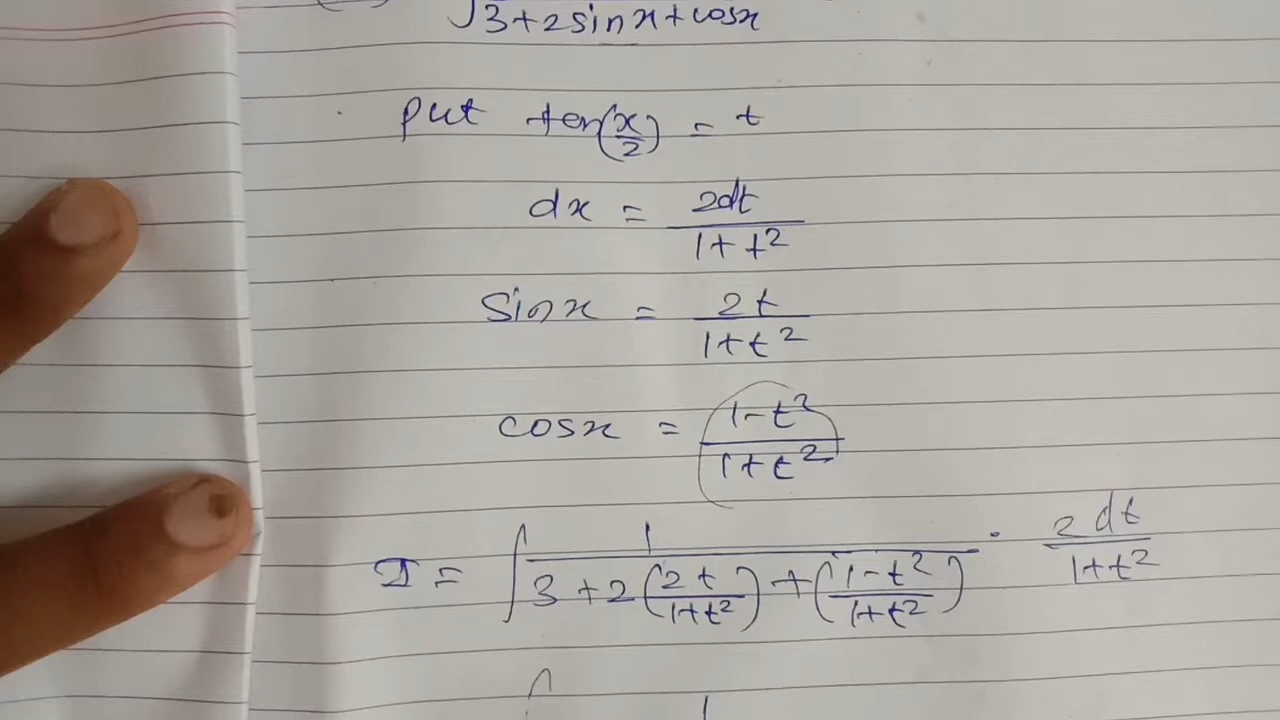 ∫ 3+2sinx+cosx
put tan(x/2) = t
dx = 2dt/1+t²
Sinx = 2t/1+t²
cosx = 1-t²/1+t²
I = ∫ 1/3+2(2t/1+t²)+(1-t²/1+t²) · 2dt/1+t²
∫ 1